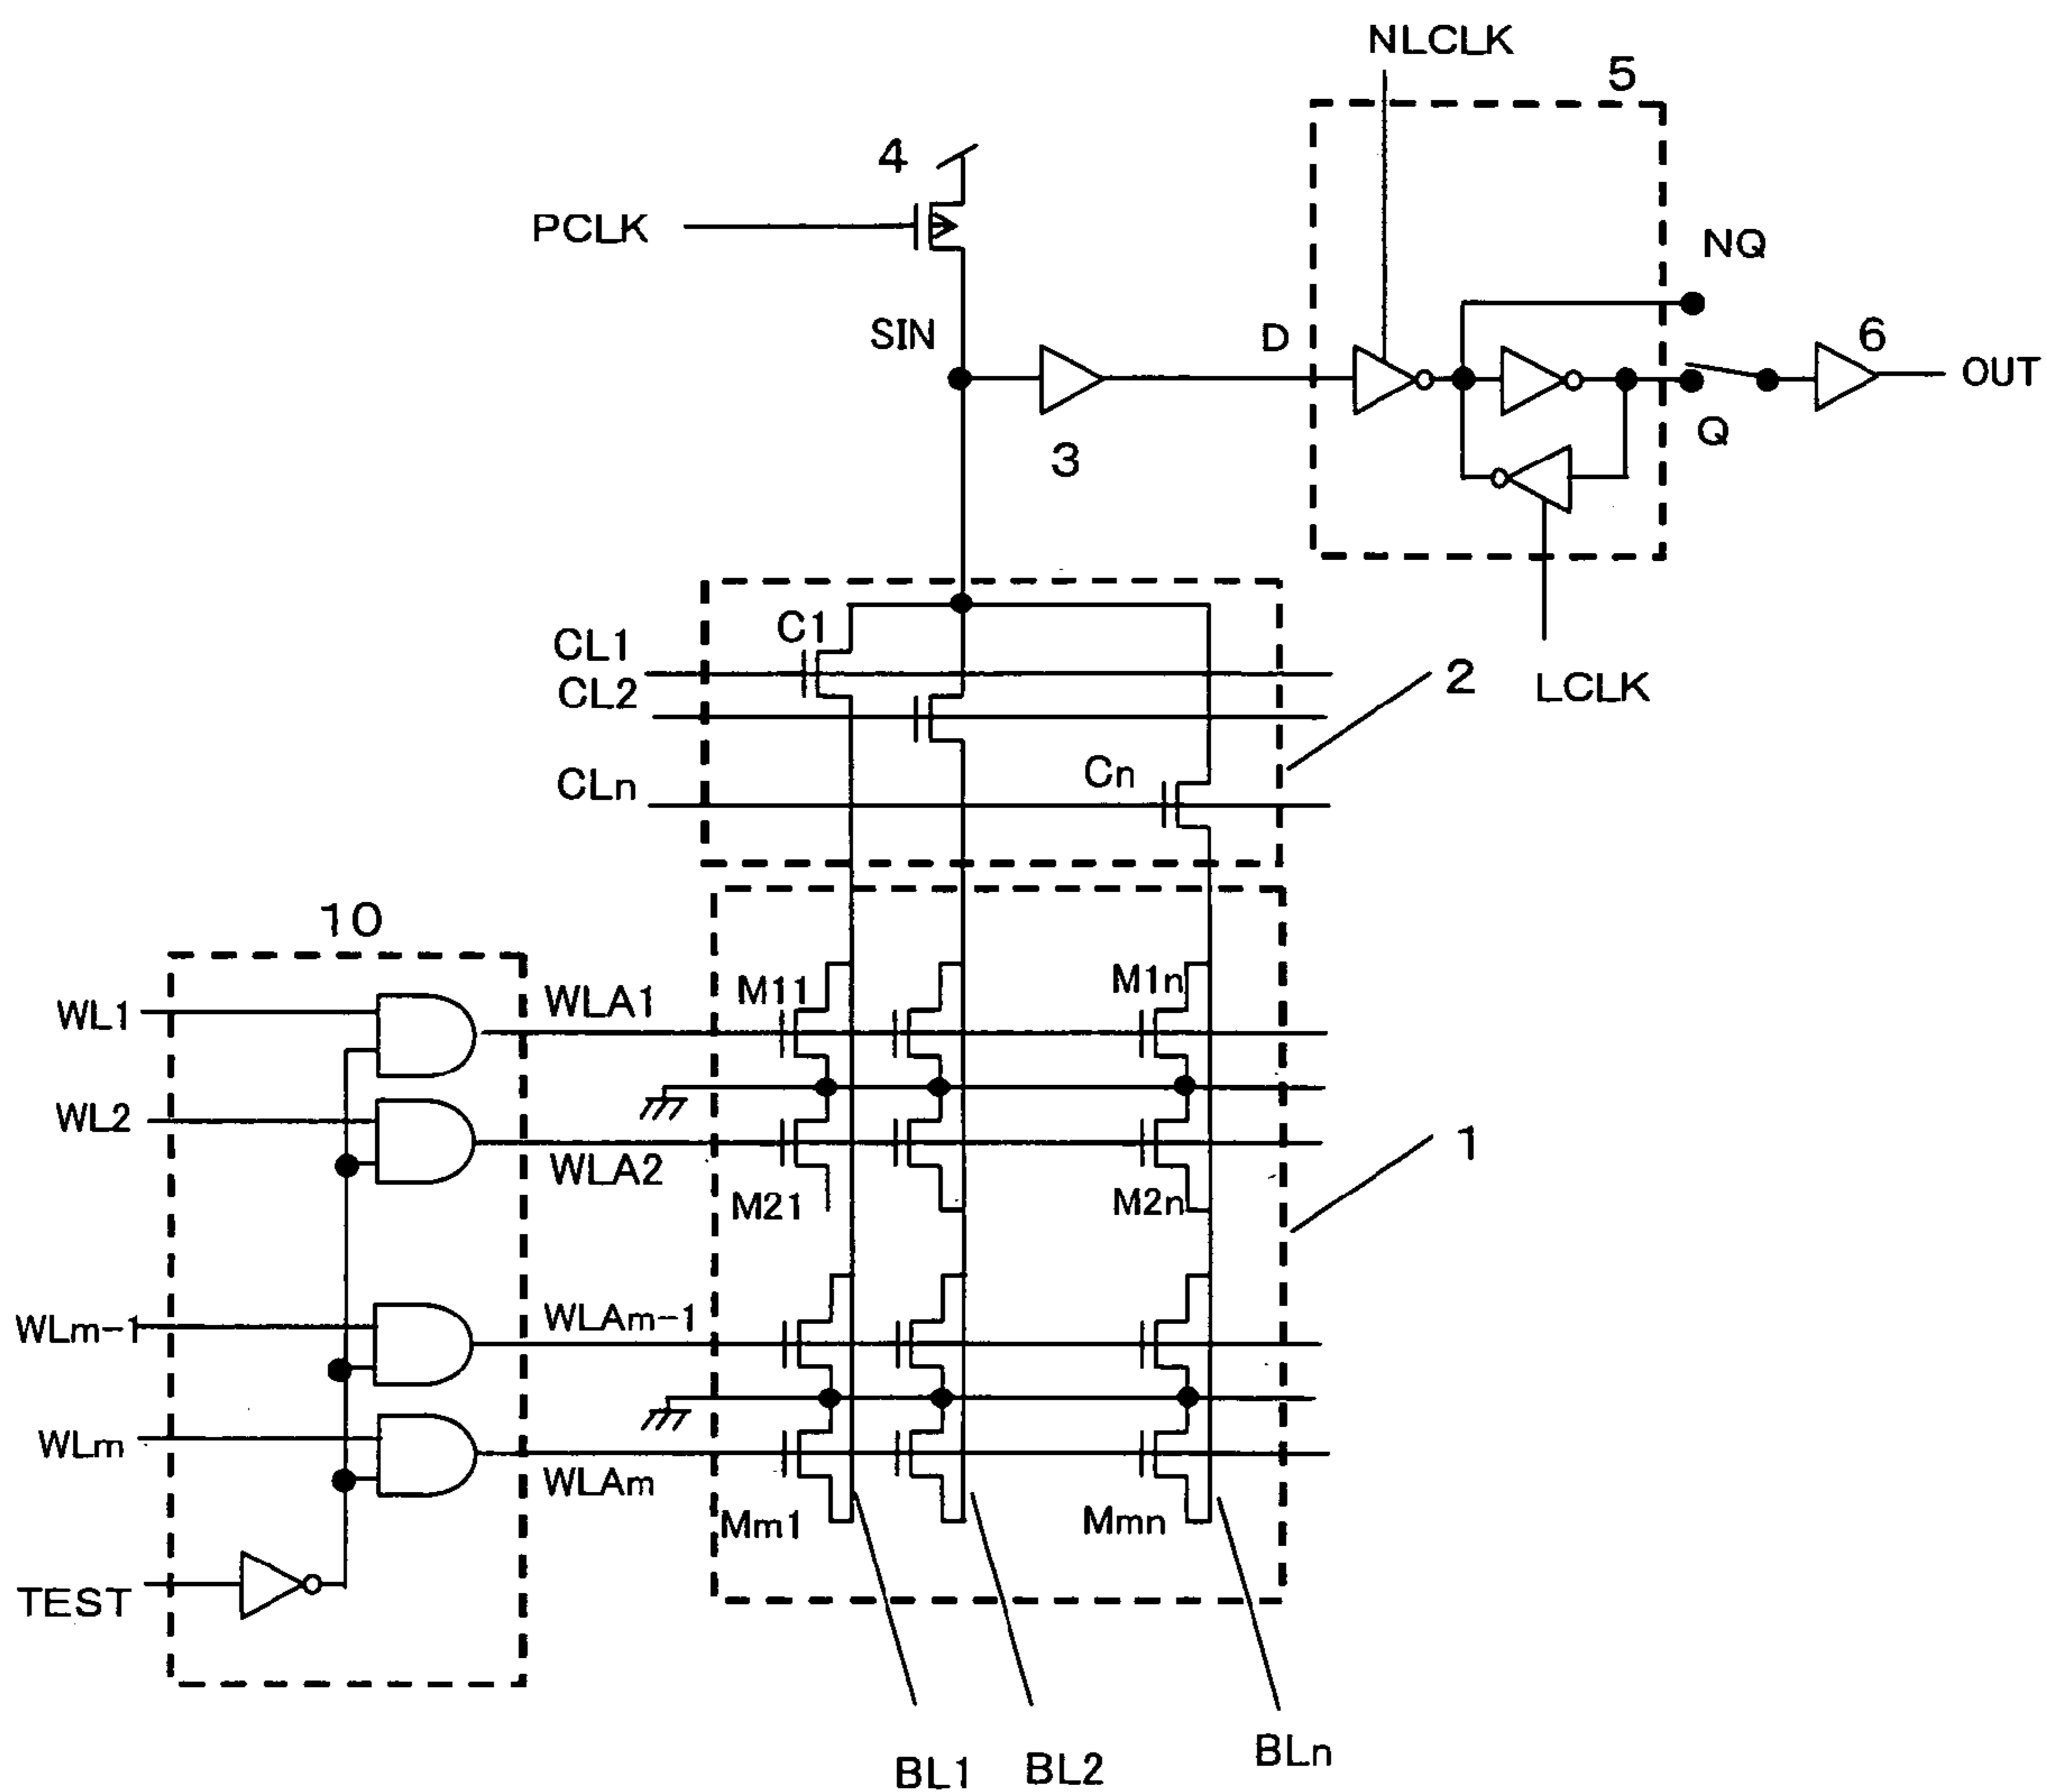 NLCLK
5
4
PCLK
NQ
SIN
D
6
OUT
Q
3
C1
CL1
CL2
2
LCLK
Cn
CLn
10
WL1
WLA1
M11
M1n
WL2
WLA2
1
M21
M2n
WLm-1
WLAm-1
WLm
WLAm
Mm1
Mmn
TEST
BL1
BL2
BLn